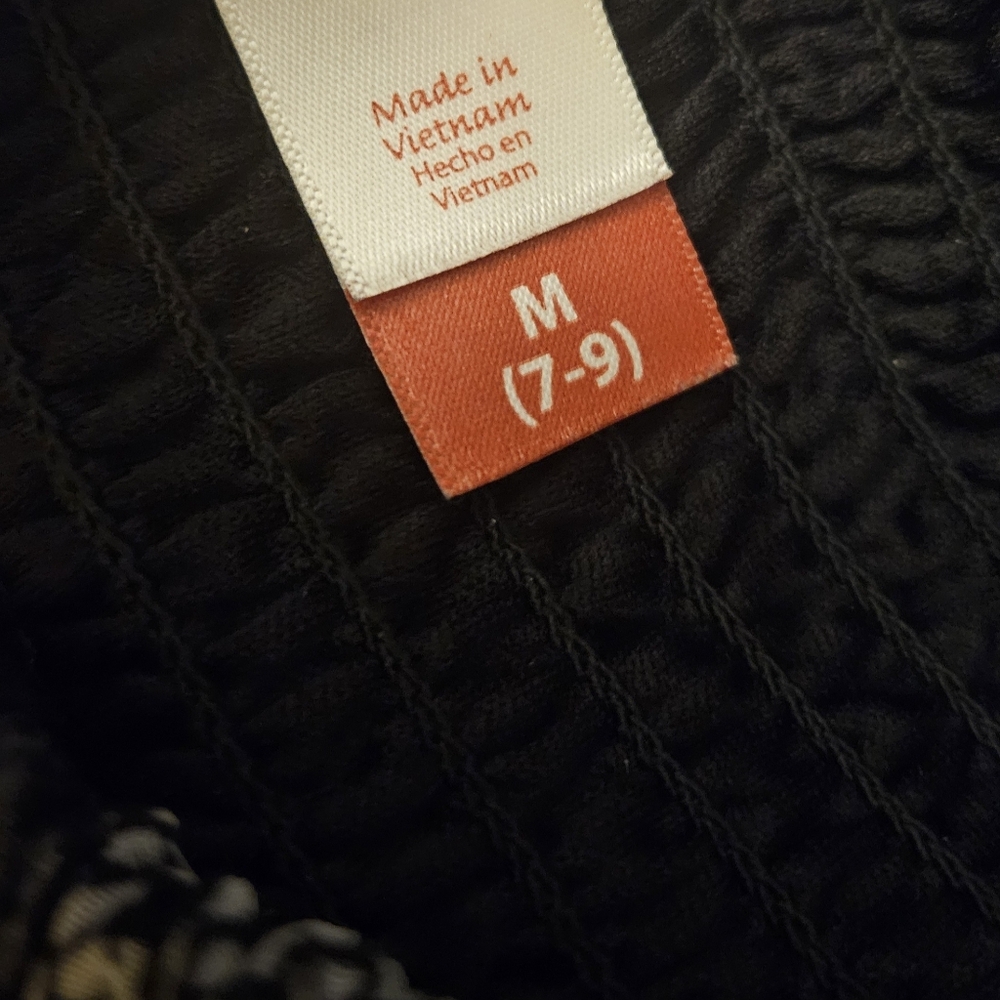 Made in
Vietnam
Hecho en
Vietnam
M
(7-9)